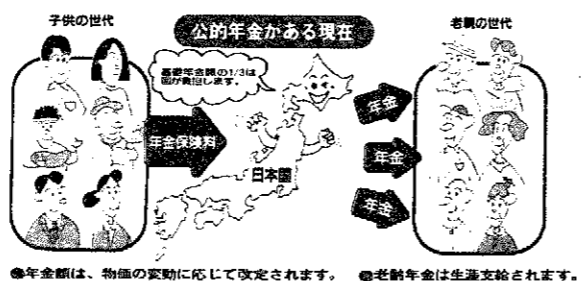 子供の世代
公的年金がある現在
老親の世代
基礎年金額の1/3は
国が負担します。
年金保険料
日本国
年金
年金
年金
●年金額は、物価の変動に応じて改定されます。
●老齢年金は生涯支給されます。